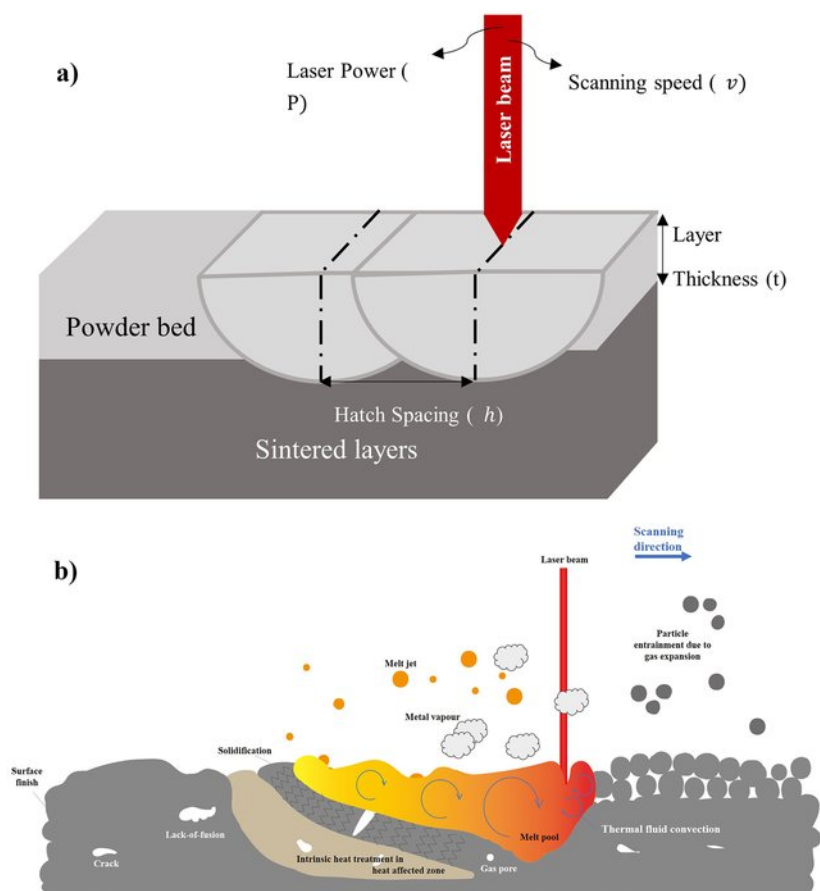 a)
Laser Power (
P)
Laser beam
Scanning speed ( v)
Layer
Thickness (t)
Powder bed
Hatch Spacing ( h)
Sintered layers
b)
Scanning
direction
Laser beam
Particle
entrainment due to
gas expansion
Melt jet
Metal vapour
Solidification
Surface
finish
Lack-of-fusion
Melt pool
Thermal fluid convection
Crack
Intrinsic heat treatment in
heat affected zone
Gas pore